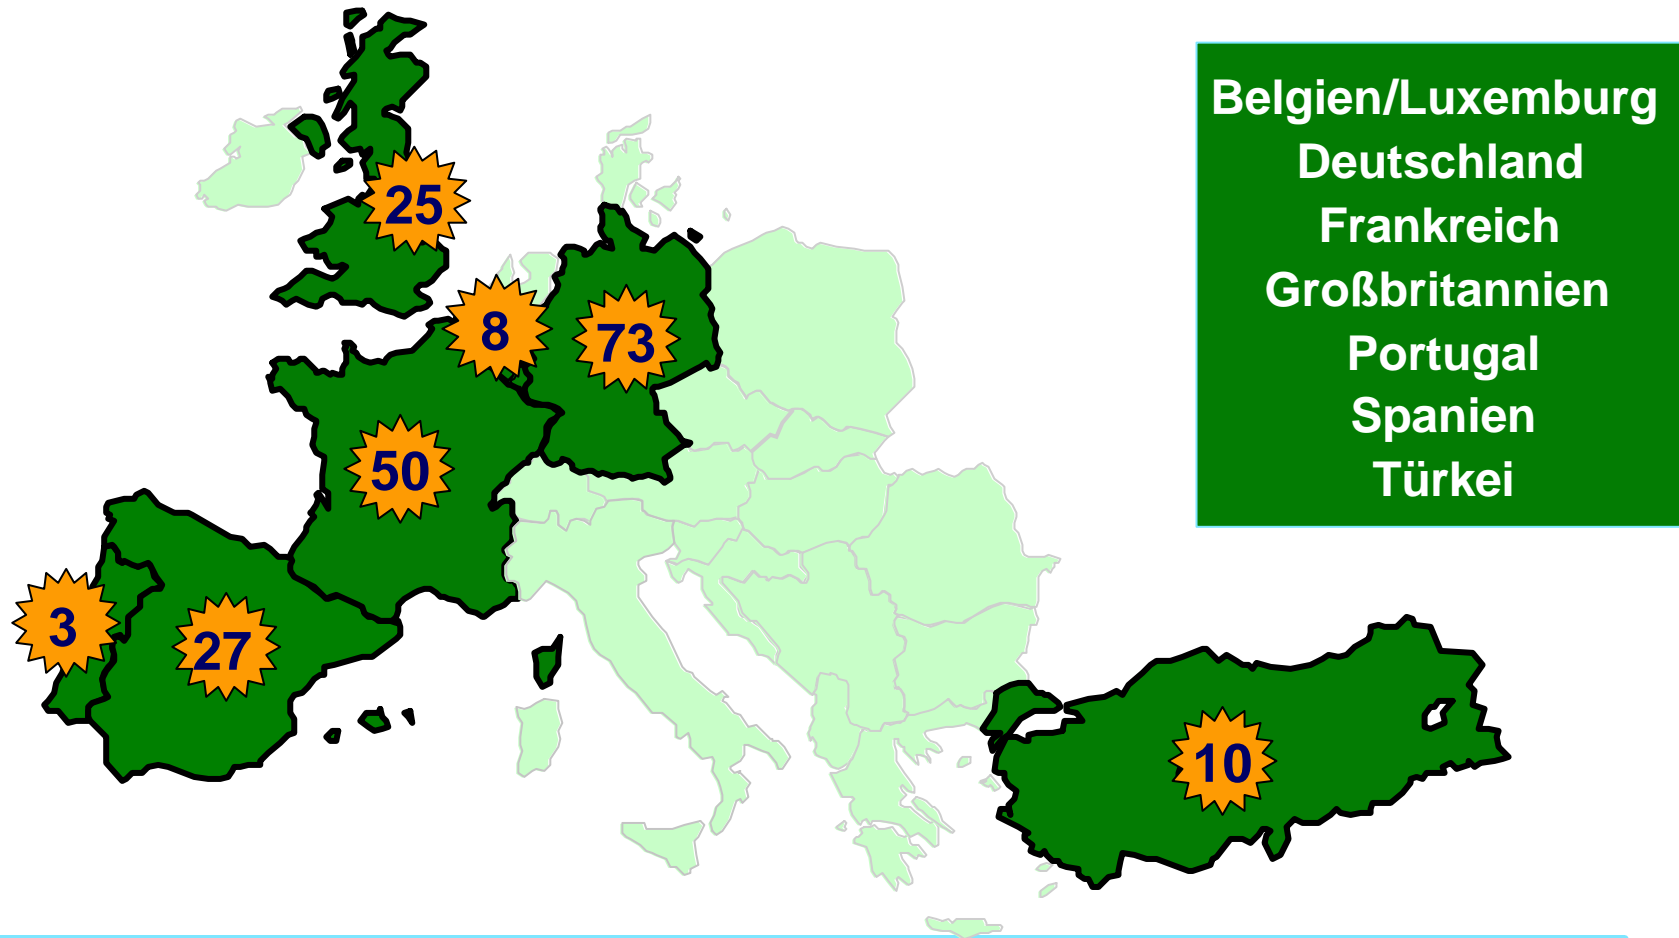 Belgien/Luxemburg
Deutschland
Frankreich
Großbritannien
Portugal
Spanien
Türkei
25
8
73
50
3
27
10